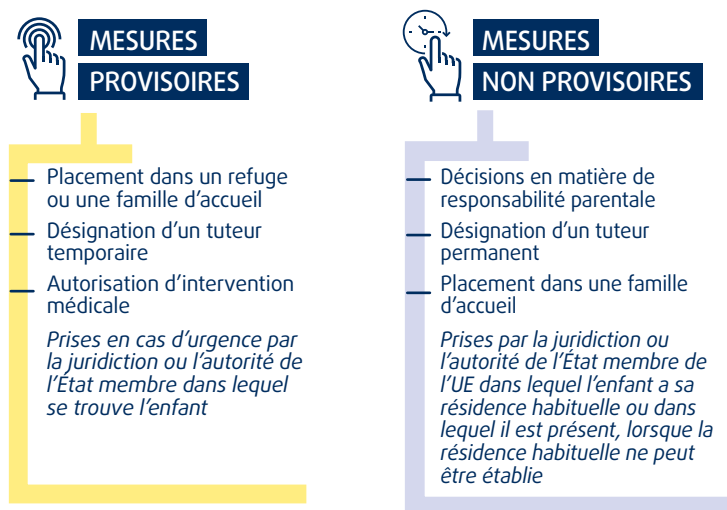 MESURES
PROVISOIRES
Placement dans un refuge
ou une famille d’accueil
Désignation d’un tuteur
temporaire
Autorisation d’intervention
médicale
Prises en cas d’urgence par
la juridiction ou l’autorité de
l’État membre dans lequel
se trouve l’enfant
MESURES
NON PROVISOIRES
Décisions en matière de
responsabilité parentale
Désignation d’un tuteur
permanent
Placement dans une famille
d’accueil
Prises par la juridiction ou
l’autorité de l’État membre de
l’UE dans lequel l’enfant a sa
résidence habituelle ou dans
lequel il est présent, lorsque la
résidence habituelle ne peut
être établie